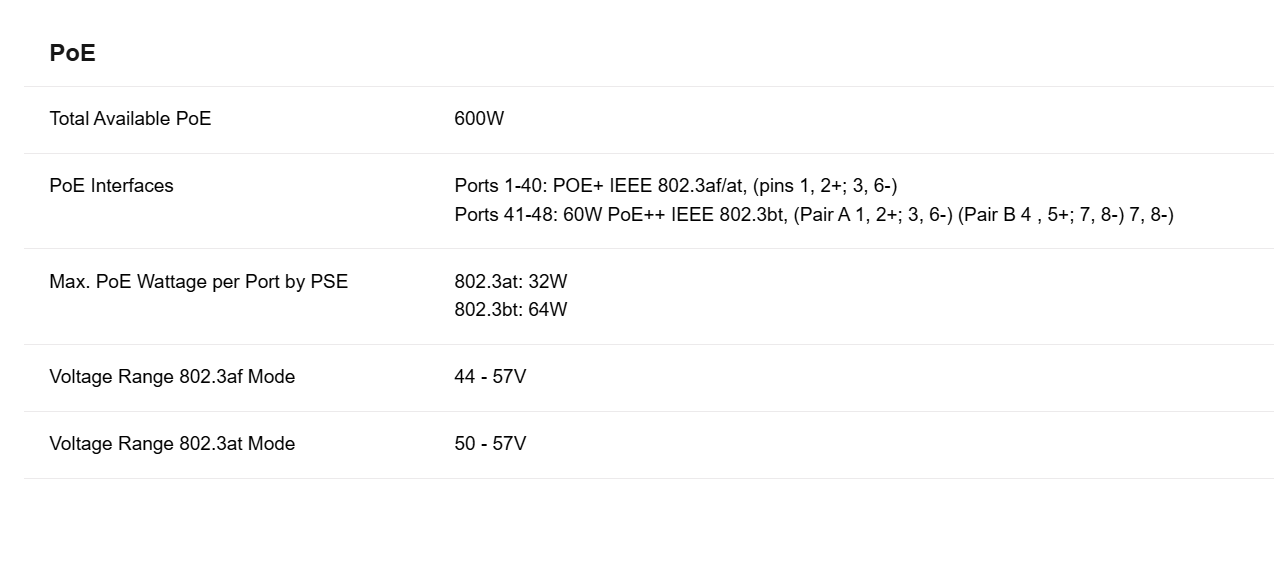 PoE
Total Available PoE 600W
PoE Interfaces Ports 1-40: POE+ IEEE 802.3af/at, (pins 1, 2+; 3, 6-)
Ports 41-48: 60W PoE++ IEEE 802.3bt, (Pair A 1, 2+; 3, 6-) (Pair B 4 , 5+; 7, 8-) 7, 8-)
Max. PoE Wattage per Port by PSE 802.3at: 32W
802.3bt: 64W
Voltage Range 802.3af Mode 44 - 57V
Voltage Range 802.3at Mode 50 - 57V